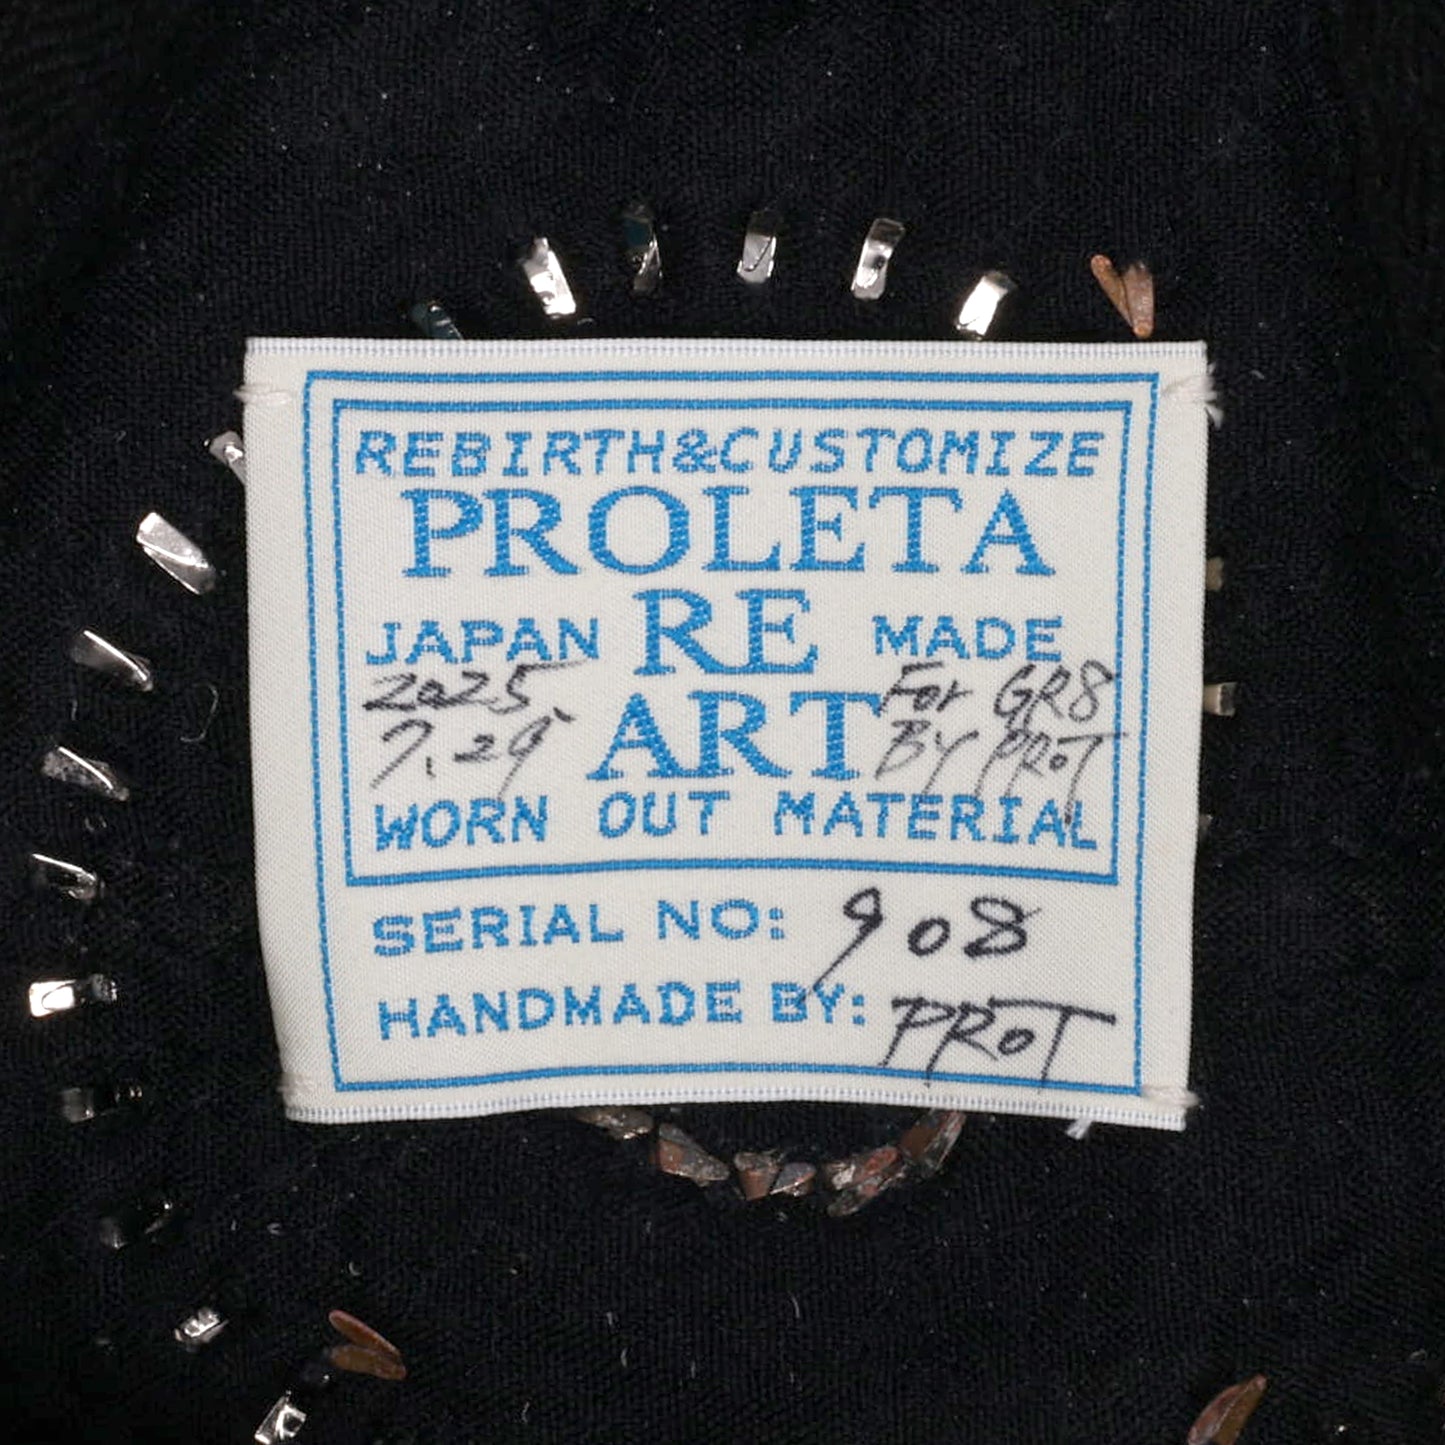 REBIRTH&CUSTOMIZE
PROLETA
JAPAN RE MADE
2025. For GR8
7.29 ART By PRoT
WORN OUT MATERIAL
SERIAL NO: 908
HANDMADE BY: PRoT